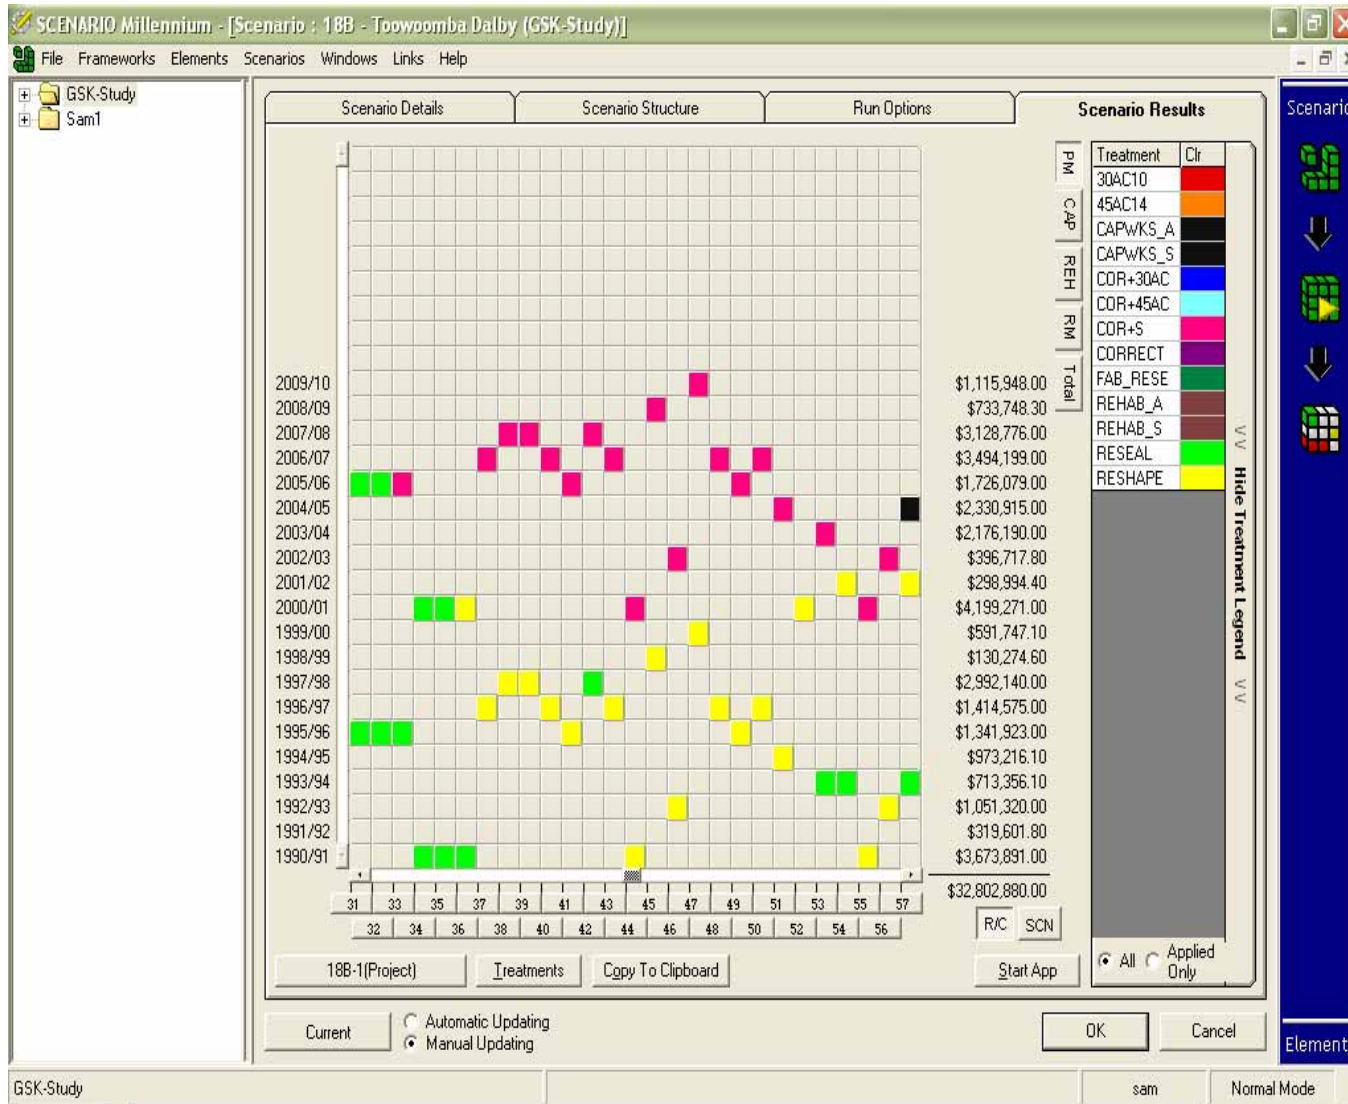 SCENARIO Millennium - [Scenario : 18B - Toowoomba Dalby (GSK-Study)]
File Frameworks Elements Scenarios Windows Links Help
GSK-Study
Sam1
Scenario Details Scenario Structure Run Options Scenario Results
2009/10 $1,115,948.00
2008/09 $733,748.30
2007/08 $3,128,776.00
2006/07 $3,494,199.00
2005/06 $1,726,079.00
2004/05 $2,330,915.00
2003/04 $2,176,190.00
2002/03 $396,717.80
2001/02 $298,994.40
2000/01 $4,199,271.00
1999/00 $591,747.10
1998/99 $130,274.60
1997/98 $2,992,140.00
1996/97 $1,414,575.00
1995/96 $1,341,923.00
1994/95 $973,216.10
1993/94 $713,356.10
1992/93 $1,051,320.00
1991/92 $319,601.80
1990/91 $3,673,891.00
$32,802,880.00
31 33 35 37 39 41 43 45 47 49 51 53 55 57
32 34 36 38 40 42 44 46 48 50 52 54 56
R/C SCN
18B-1(Project) Treatments Copy To Clipboard Start App
PM
CAP
REH
RM
Total
Treatment Clr
30AC10
45AC14
CAPWKS_A
CAPWKS_S
COR+30AC
COR+45AC
COR+S
CORRECT
FAB_RESE
REHAB_A
REHAB_S
RESEAL
RESHAPE
All Applied
Only
VV Hide Treatment Legend VV
Scenario
Element
Current
Automatic Updating
Manual Updating
OK Cancel
GSK-Study sam Normal Mode